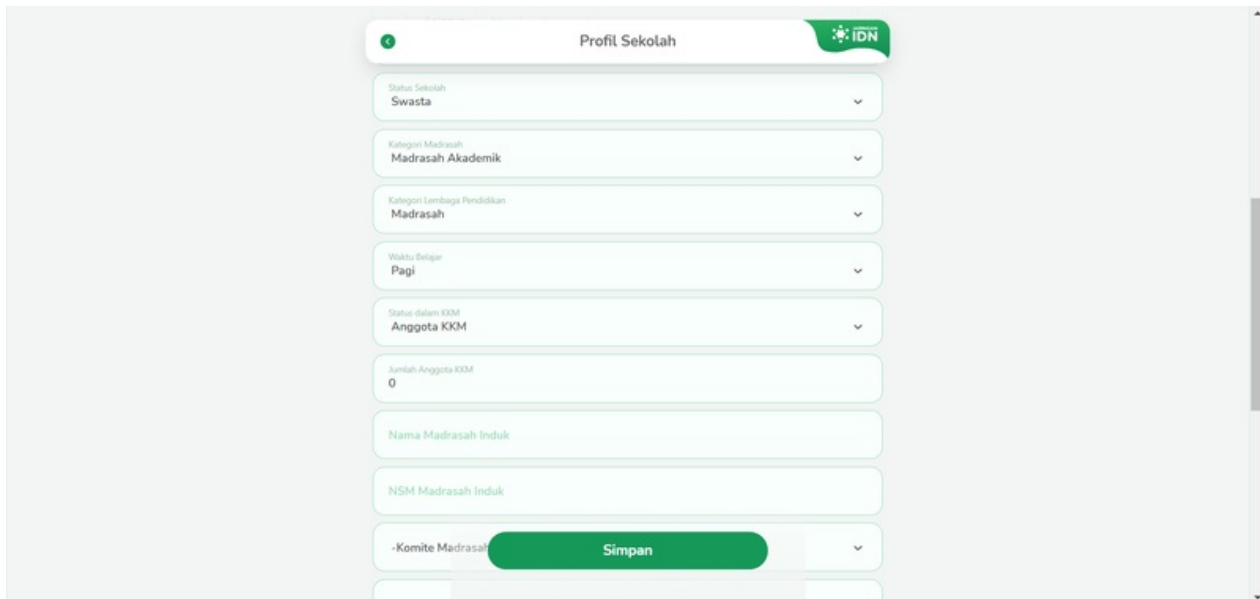 Profil Sekolah
IDN
Status Sekolah
Swasta
Kategori Madrasah
Madrasah Akademik
Kategori Lembaga Pendidikan
Madrasah
Waktu Belajar
Pagi
Status dalam KKM
Anggota KKM
Jumlah Anggota KKM
0
Nama Madrasah Induk
NSM Madrasah Induk
-Komite Madrasah
Simpan